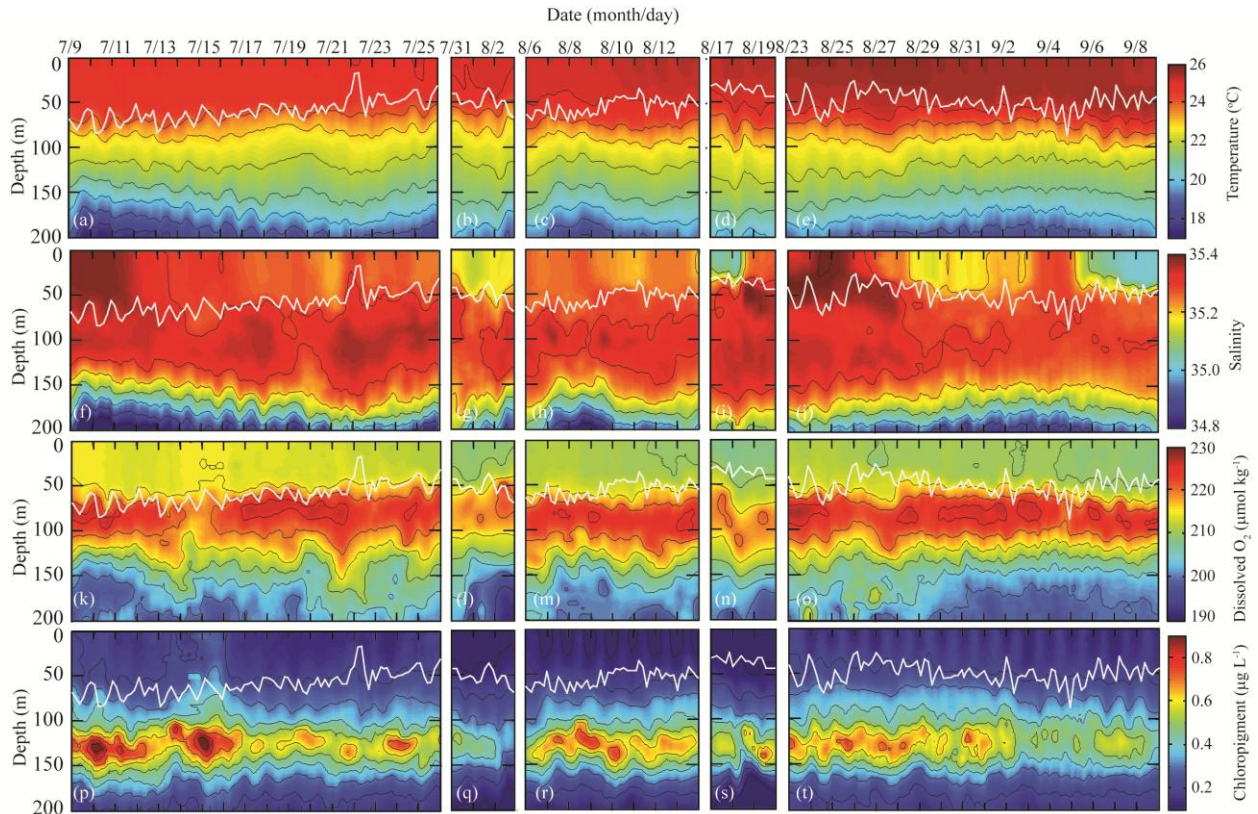 Date (month/day)
7/9 7/11 7/13 7/15 7/17 7/19 7/21 7/23 7/25 7/31 8/2 8/6 8/8 8/10 8/12 8/17 8/19 8/23 8/25 8/27 8/29 8/31 9/2 9/4 9/6 9/8
Depth (m)
0
50
100
150
200
(a) (b) (c) (d) (e)
26
24
22
20
18
Temperature (ºC)
Depth (m)
0
50
100
150
200
(f) (g) (h) (i) (j)
35.4
35.2
35.0
34.8
Salinity
Depth (m)
0
50
100
150
200
(k) (l) (m) (n) (o)
230
220
210
200
190
Dissolved O2 (µmol kg-1)
Depth (m)
0
50
100
150
200
(p) (q) (r) (s) (t)
0.8
0.6
0.4
0.2
Chloropigment (µg L-1)